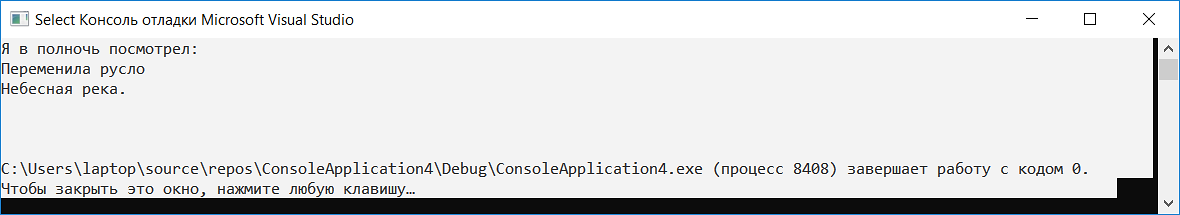 Select Консоль отладки Microsoft Visual Studio
Я в полночь посмотрел:
Переменила русло
Небесная река.
C:\Users\laptop\source\repos\ConsoleApplication4\Debug\ConsoleApplication4.exe (процесс 8408) завершает работу с кодом 0.
Чтобы закрыть это окно, нажмите любую клавишу…